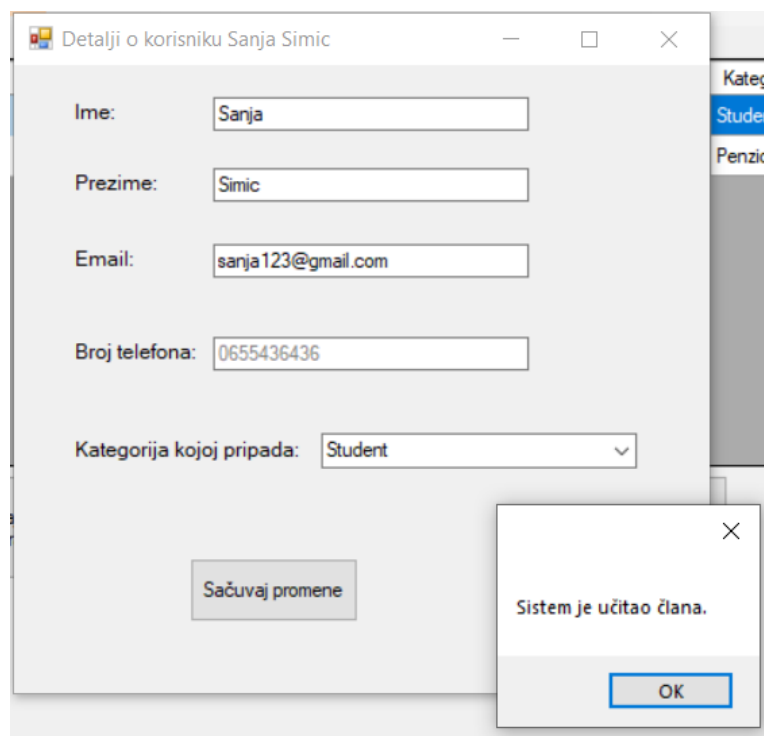 Detalji o korisniku Sanja Simic
Ime: Sanja
Prezime: Simic
Email: sanja123@gmail.com
Broj telefona: 0655436436
Kategorija kojoj pripada: Student
Sačuvaj promene
Sistem je učitao člana.
OK